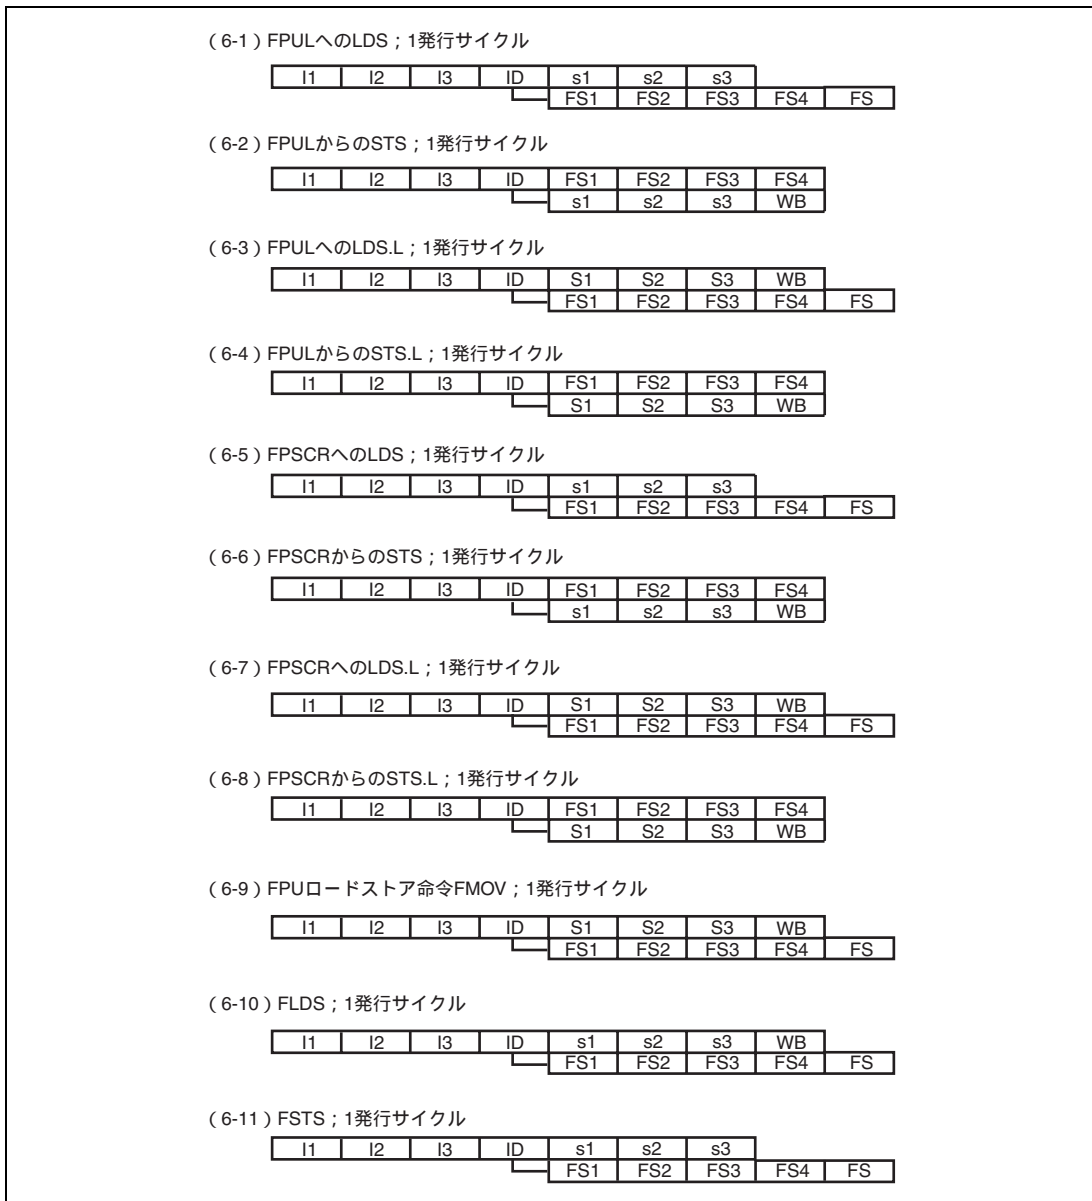 (6-1) FPULへのLDS；1発行サイクル
I1 I2 I3 ID s1 s2 s3
FS1 FS2 FS3 FS4 FS
(6-2) FPULからのSTS；1発行サイクル
I1 I2 I3 ID FS1 FS2 FS3 FS4
s1 s2 s3 WB
(6-3) FPULへのLDS.L；1発行サイクル
I1 I2 I3 ID S1 S2 S3 WB
FS1 FS2 FS3 FS4 FS
(6-4) FPULからのSTS.L；1発行サイクル
I1 I2 I3 ID FS1 FS2 FS3 FS4
S1 S2 S3 WB
(6-5) FPSCRへのLDS；1発行サイクル
I1 I2 I3 ID s1 s2 s3
FS1 FS2 FS3 FS4 FS
(6-6) FPSCRからのSTS；1発行サイクル
I1 I2 I3 ID FS1 FS2 FS3 FS4
s1 s2 s3 WB
(6-7) FPSCRへのLDS.L；1発行サイクル
I1 I2 I3 ID S1 S2 S3 WB
FS1 FS2 FS3 FS4 FS
(6-8) FPSCRからのSTS.L；1発行サイクル
I1 I2 I3 ID FS1 FS2 FS3 FS4
S1 S2 S3 WB
(6-9) FPUロードストア命令FMOV；1発行サイクル
I1 I2 I3 ID S1 S2 S3 WB
FS1 FS2 FS3 FS4 FS
(6-10) FLDS；1発行サイクル
I1 I2 I3 ID s1 s2 s3 WB
FS1 FS2 FS3 FS4 FS
(6-11) FSTS；1発行サイクル
I1 I2 I3 ID s1 s2 s3
FS1 FS2 FS3 FS4 FS